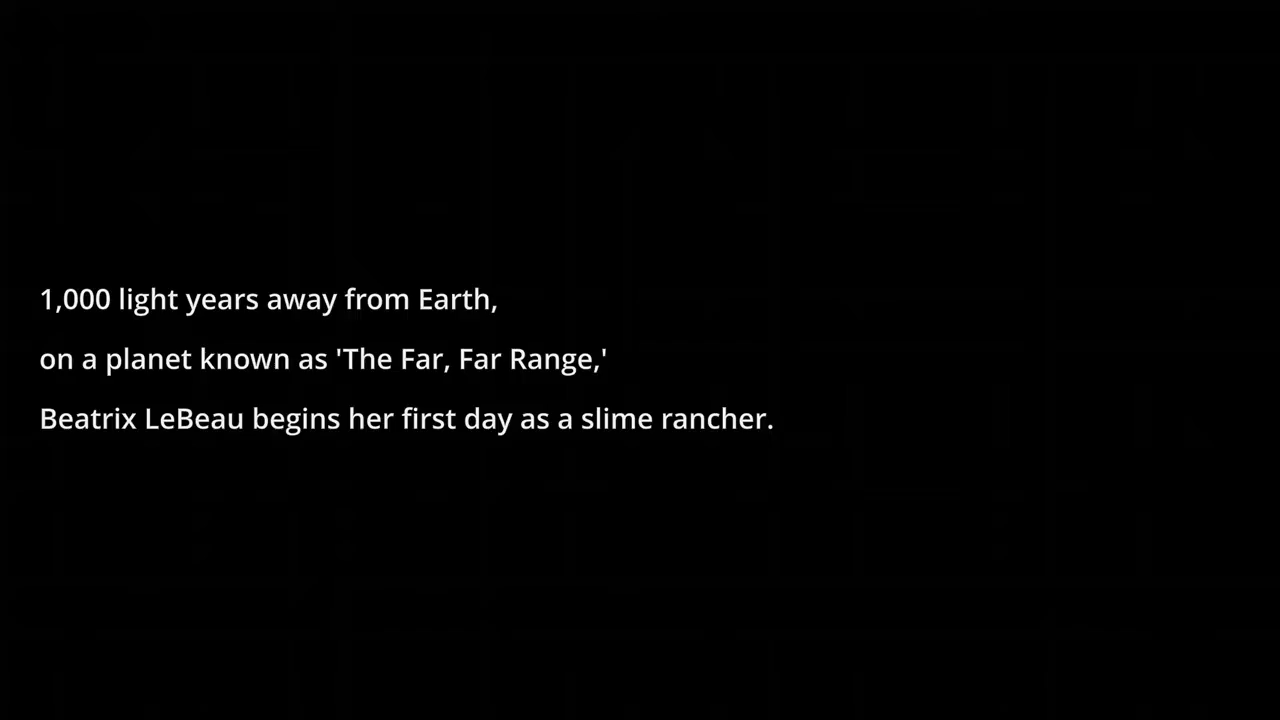 1,000 light years away from Earth,
on a planet known as 'The Far, Far Range,'
Beatrix LeBeau begins her first day as a slime rancher.